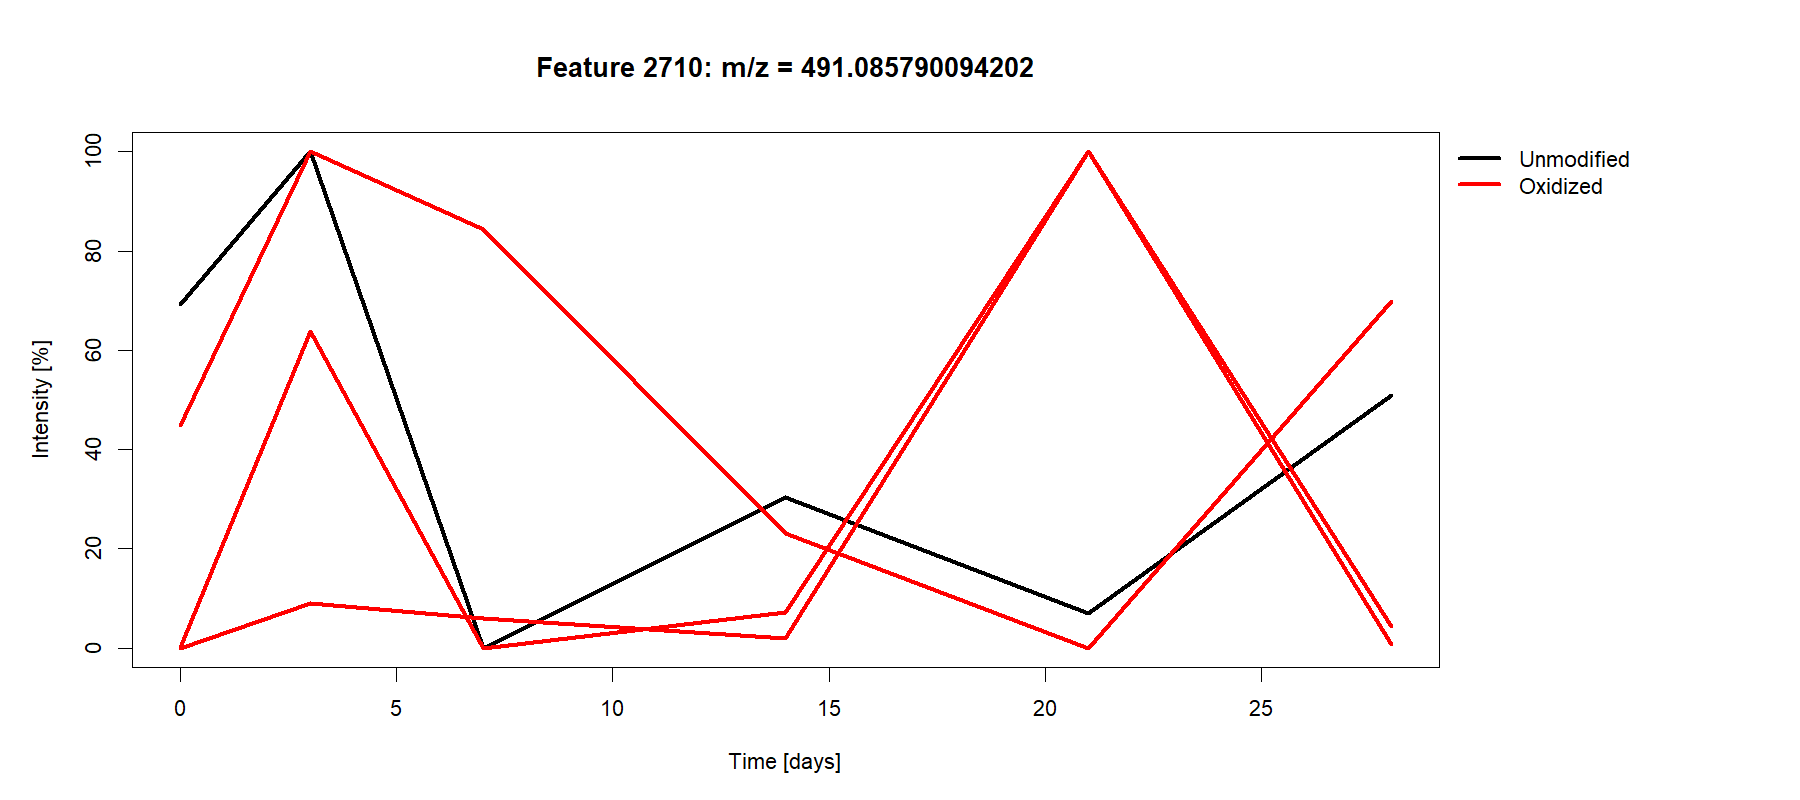 Feature 2710: m/z = 491.085790094202
Unmodified
Oxidized
Intensity [%]
100
80
60
40
20
0
0 5 10 15 20 25
Time [days]